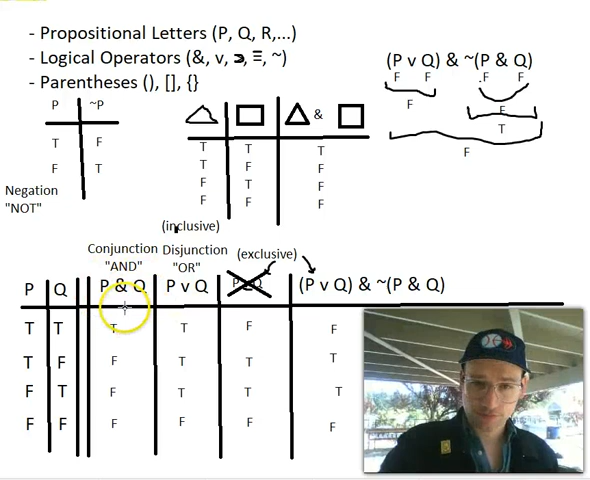 - Propositional Letters (P, Q, R,...)
- Logical Operators (&, v, ⊃, ≡, ~)
- Parentheses (), [], {}
(P v Q) & ~(P & Q)
F F F F
F F
T
F
P ~P
T F
F T
Negation
"NOT"
&
T T T
T F F
F T F
F F F
(inclusive)
Conjunction Disjunction (exclusive)
"AND" "OR"
P Q P & Q P v Q (P v Q) & ~(P & Q)
T T T T F F
T F F T T T
F T F T T T
F F F F F F